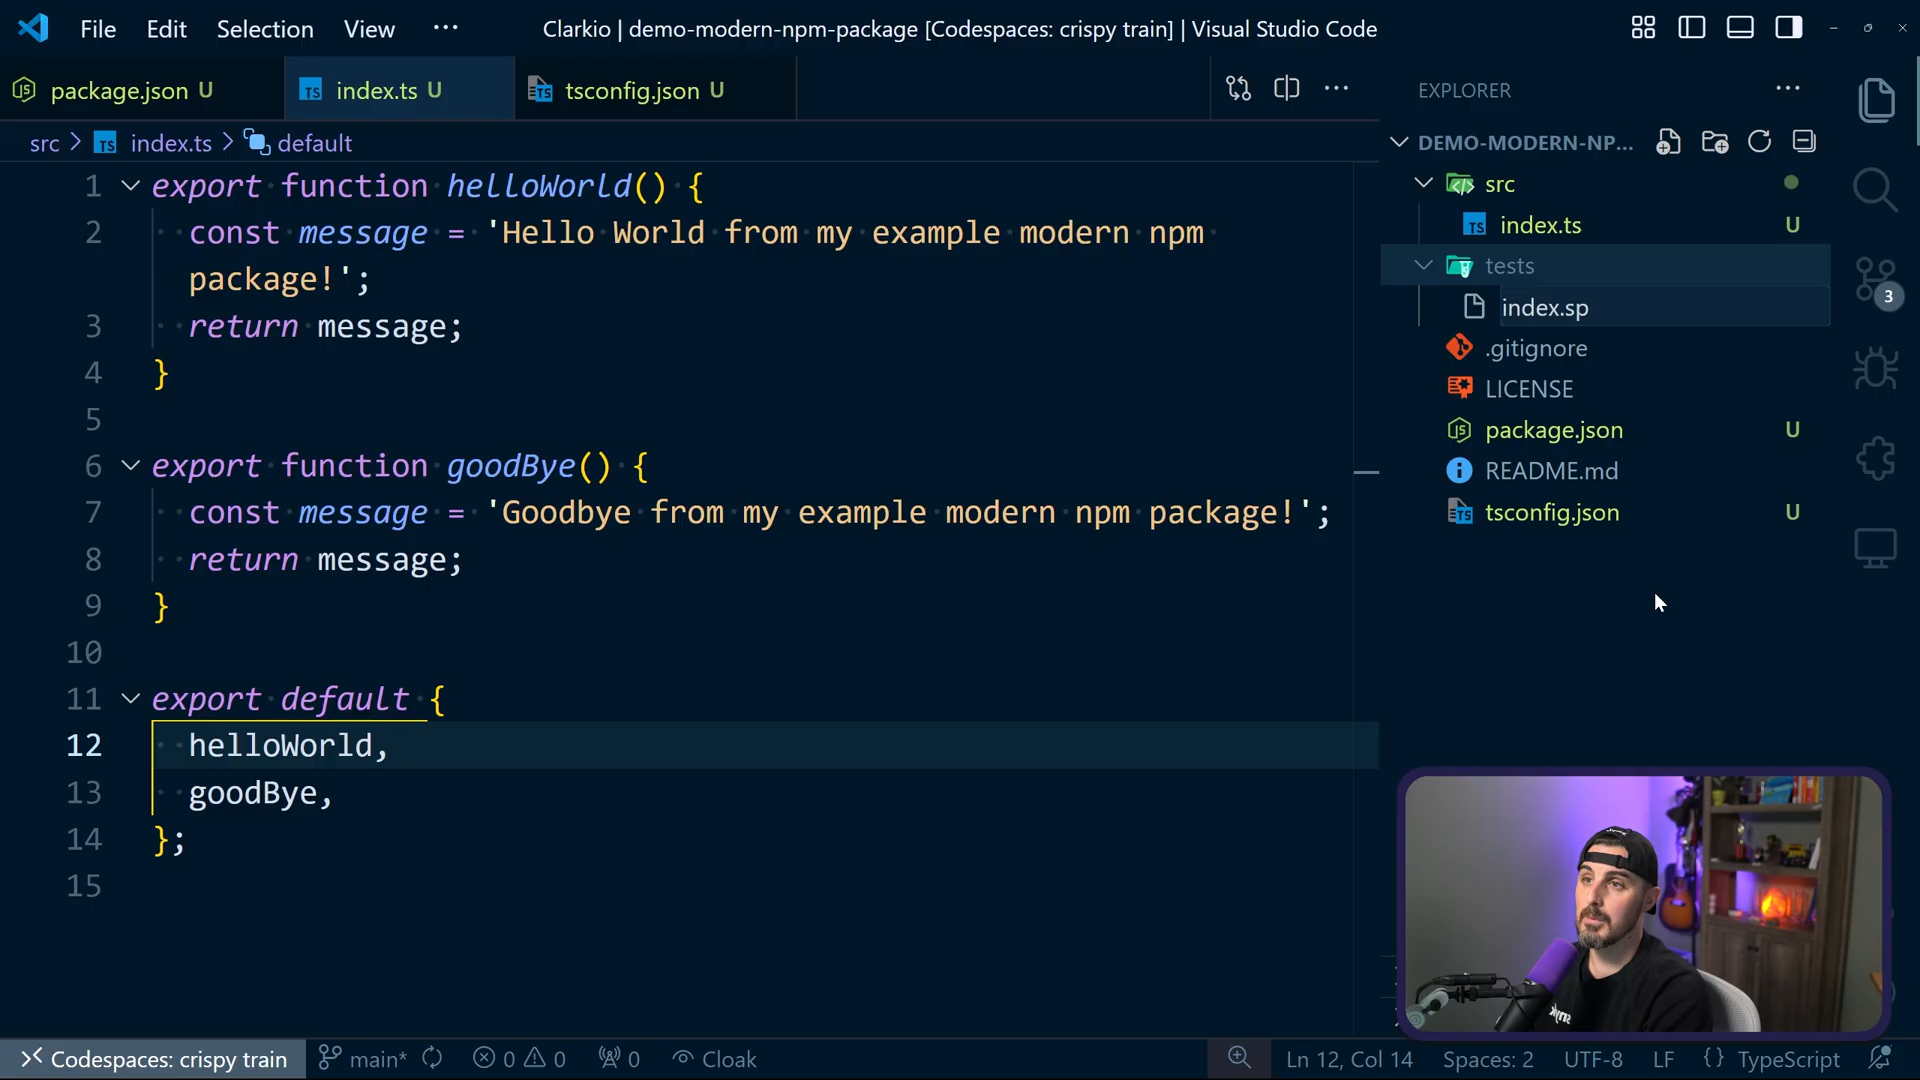 File Edit Selection View ··· Clarkio | demo-modern-npm-package [Codespaces: crispy train] | Visual Studio Code
package.json U index.ts U tsconfig.json U
src > index.ts > default
1 export function helloWorld() {
2 const message = 'Hello World from my example modern npm
package!';
3 return message;
4 }
5
6 export function goodBye() {
7 const message = 'Goodbye from my example modern npm package!';
8 return message;
9 }
10
11 export default {
12 helloWorld,
13 goodBye,
14 };
15
EXPLORER
DEMO-MODERN-NP...
src
index.ts U
tests
index.sp
.gitignore
LICENSE
package.json U
README.md
tsconfig.json U
3
Codespaces: crispy train main* 0 0 0 Cloak Ln 12, Col 14 Spaces: 2 UTF-8 LF {} TypeScript